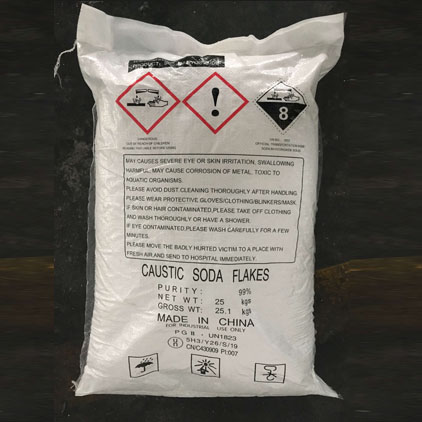 8
MAY CAUSES SEVERE EYE OR SKIN IRRITATION, SWALLOWING
HARMFUL, MAY CAUSE CORROSION OF METAL, TOXIC TO
AQUATIC ORGANISMS.
PLEASE AVOID DUST, CLEANING THOROUGHLY AFTER HANDLING.
PLEASE WEAR PROTECTIVE GLOVES/CLOTHING/BLINKERS/MASK.
IF SKIN OR HAIR CONTAMINATED, PLEASE TAKE OFF CLOTHING
AND WASH THOROUGHLY OR HAVE A SHOWER.
IF EYE CONTAMINATED, PLEASE WASH CAREFULLY FOR A FEW
MINUTES.
PLEASE MOVE THE BADLY HURTED VICTIM TO A PLACE WITH
FRESH AIR AND SEND TO HOSPITAL IMMEDIATELY.
CAUSTIC SODA FLAKES
PURITY: 99%
NET WT: 25 kgs
GROSS WT: 25.1 kgs
MADE IN CHINA
FOR INDUSTRIAL USE ONLY
PG II - UN1823
5H3/Y26/S/19
CN/C430909 PI:007